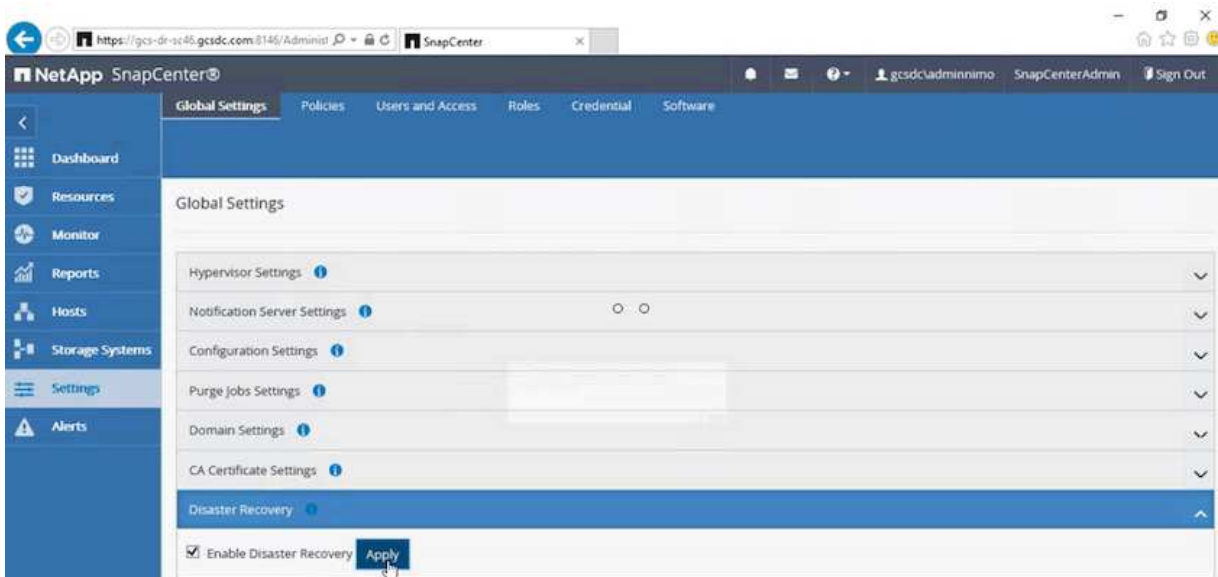 https://gcs-dr-sc46.gcsdc.com:8146/Administ
SnapCenter
NetApp SnapCenter®
gcsdc\adminnimo
SnapCenterAdmin
Sign Out
Global Settings
Policies
Users and Access
Roles
Credential
Software
Dashboard
Resources
Monitor
Reports
Hosts
Storage Systems
Settings
Alerts
Global Settings
Hypervisor Settings
Notification Server Settings
Configuration Settings
Purge Jobs Settings
Domain Settings
CA Certificate Settings
Disaster Recovery
Enable Disaster Recovery Apply